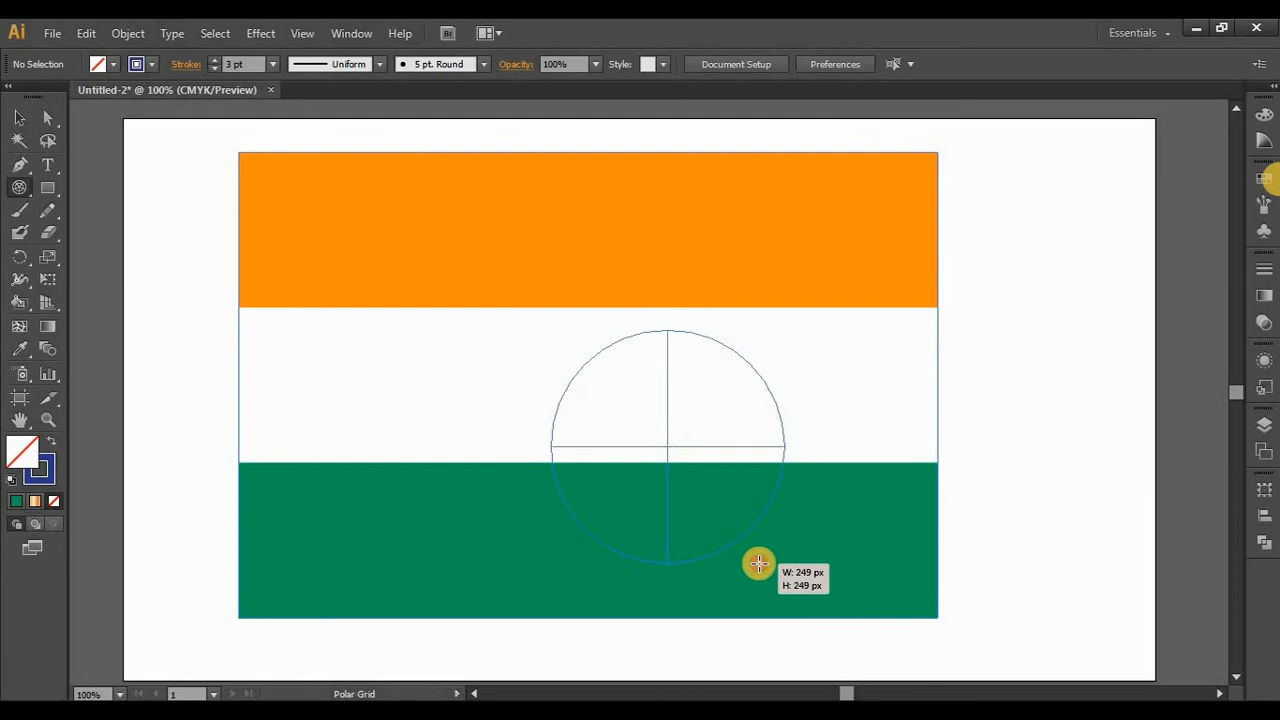 Ai File Edit Object Type Select Effect View Window Help Br Essentials
No Selection Stroke: 3 pt Uniform 5 pt. Round Opacity: 100% Style: Document Setup Preferences
Untitled-2* @ 100% (CMYK/Preview)
T
W: 249 px
H: 249 px
100% 1 Polar Grid